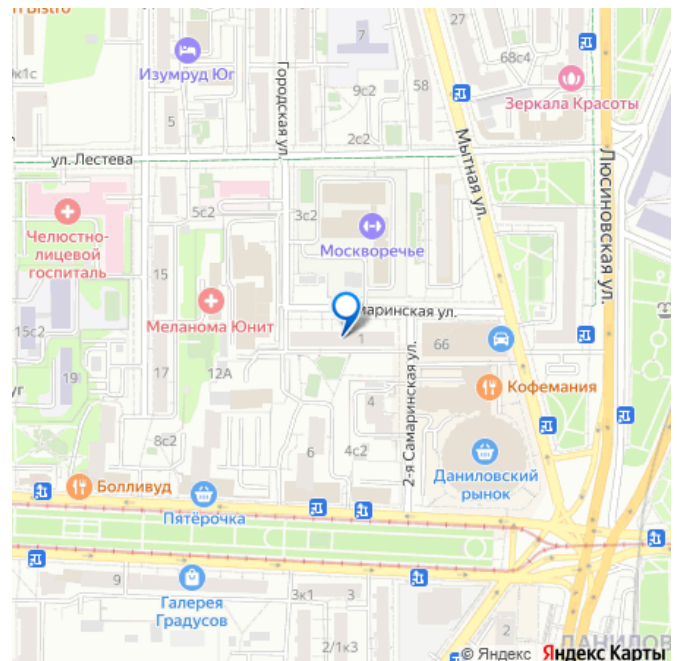 Bistro
27
7
68с4
Изумруд Юг
9с2
58
Зеркала Красоты
Городская ул.
5
2с2
ул. Лестева
Мытная ул.
Люсиновская ул.
5с2
3с2
Челюстно-
лицевой
госпиталь
Москворечье
15
Меланома Юнит
маринская ул.
15с2
1
66
19
17
12А
Кофемания
4
2-я Самаринская ул.
8с2
6
4с2
Даниловский
рынок
Болливуд
Пятёрочка
9
3к1
3
Галерея
Градусов
2/1к3
2
ДАНИЛОВ
© Яндекс Яндекс Карты